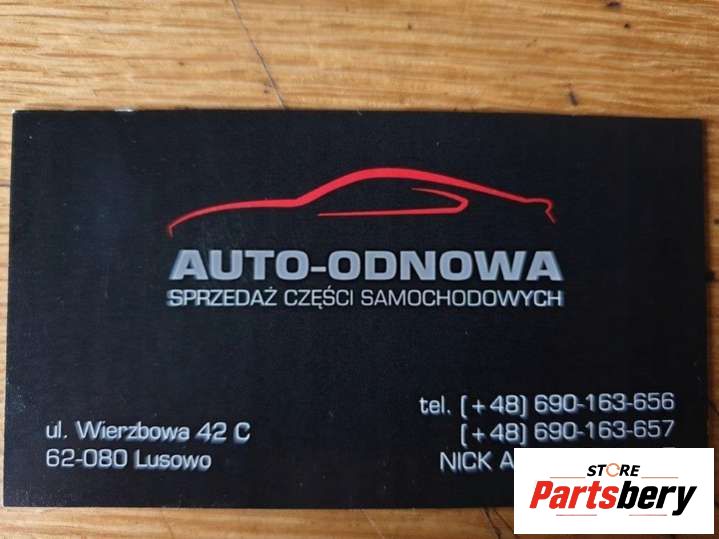 AUTO-ODNOWA
SPRZEDAŻ CZĘŚCI SAMOCHODOWYCH
ul. Wierzbowa 42 C
62-080 Lusowo
tel. (+48) 690-163-656
(+48) 690-163-657
NICK
STORE
Partsbery